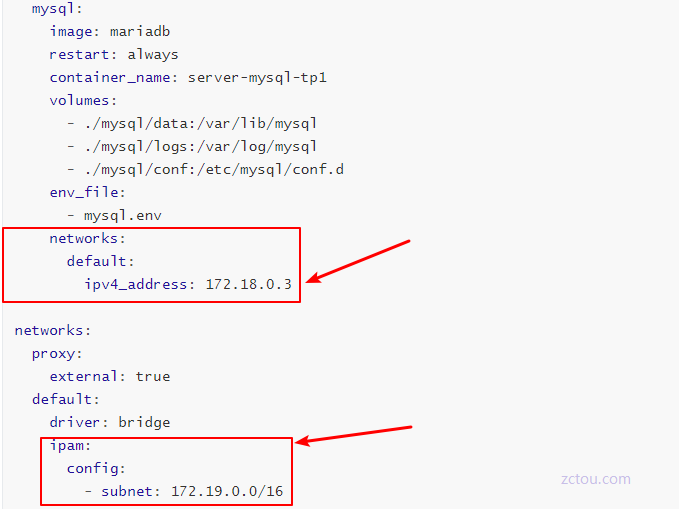 mysql:
image: mariadb
restart: always
container_name: server-mysql-tp1
volumes:
- ./mysql/data:/var/lib/mysql
- ./mysql/logs:/var/log/mysql
- ./mysql/conf:/etc/mysql/conf.d
env_file:
- mysql.env
networks:
default:
ipv4_address: 172.18.0.3
networks:
proxy:
external: true
default:
driver: bridge
ipam:
config:
- subnet: 172.19.0.0/16
zctou.com